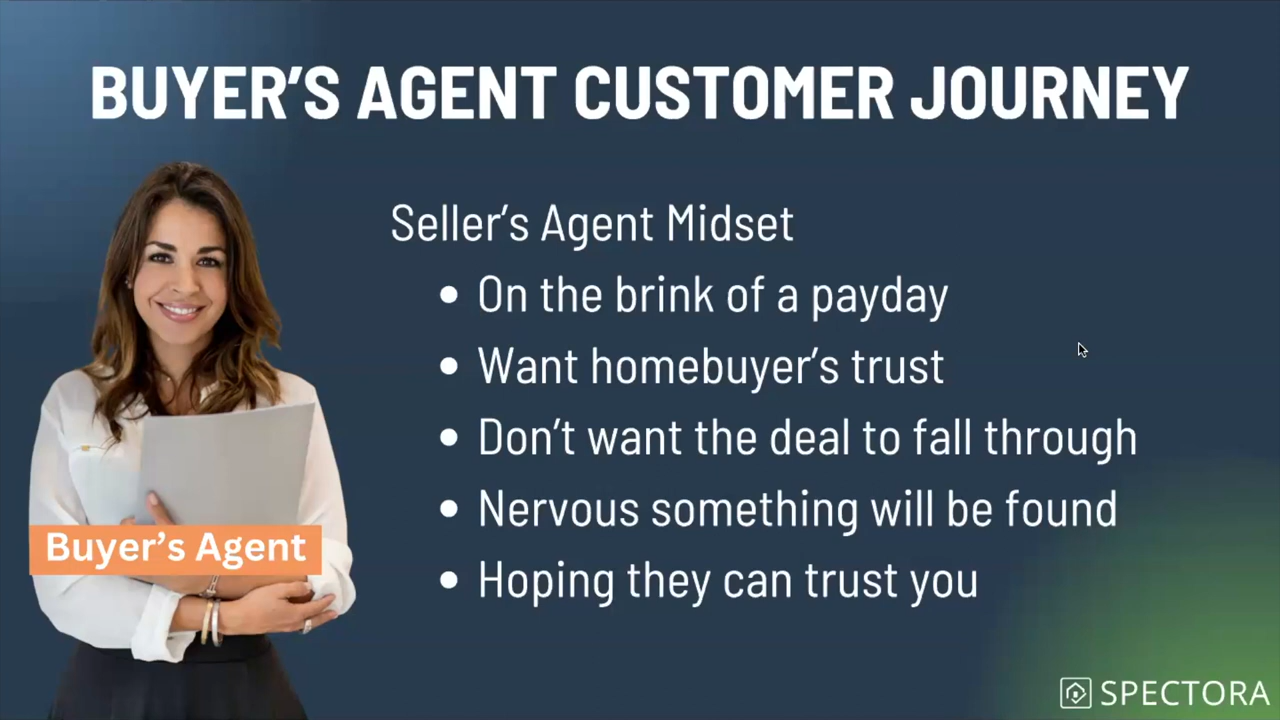 BUYER’S AGENT CUSTOMER JOURNEY
Seller’s Agent Midset
• On the brink of a payday
• Want homebuyer’s trust
• Don’t want the deal to fall through
• Nervous something will be found
• Hoping they can trust you
Buyer’s Agent
SPECTORA